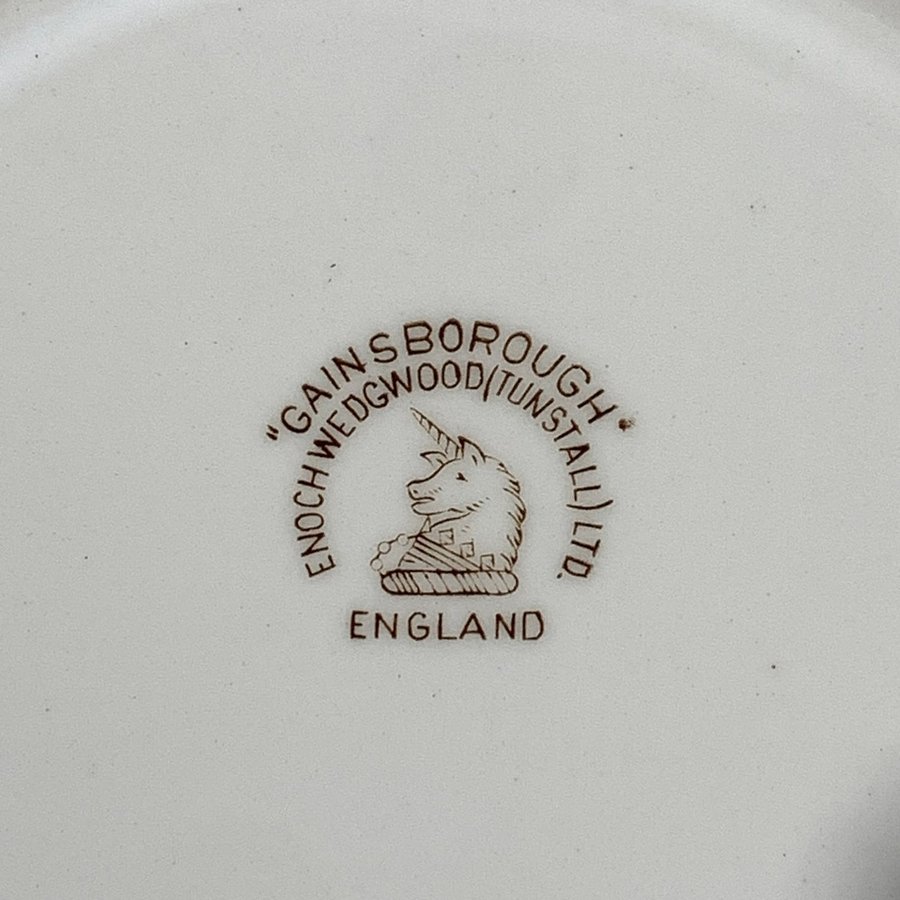 "GAINSBOROUGH"
ENOCH WEDGWOOD (TUNSTALL) LTD.
ENGLAND